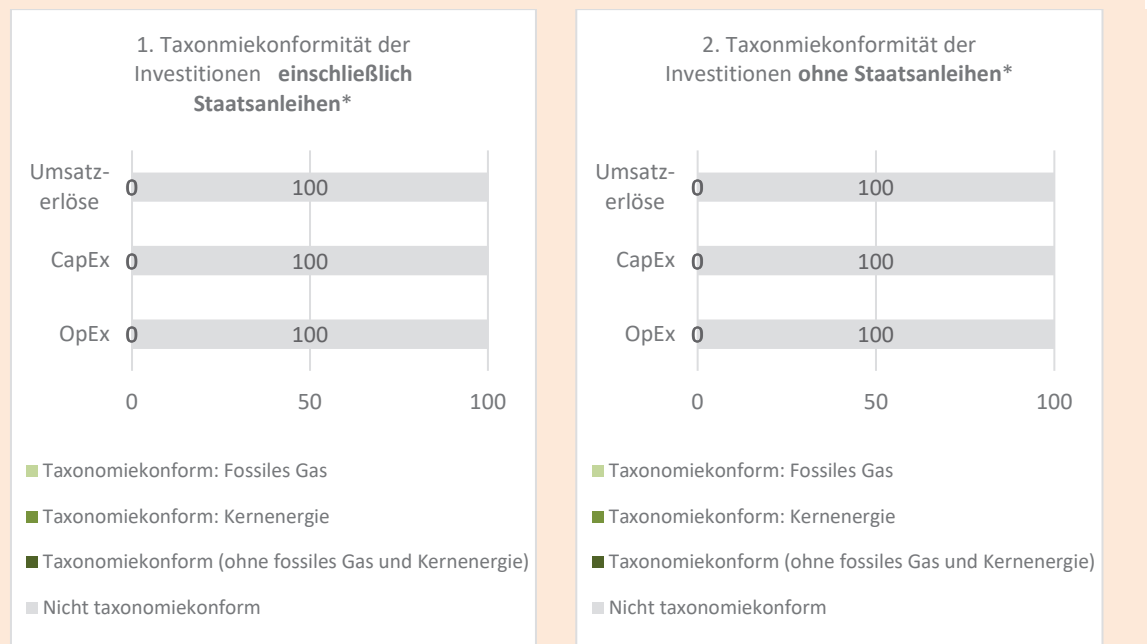 1. Taxonmiekonformität der
Investitionen einschließlich
Staatsanleihen*
Umsatz-
erlöse
0 100
CapEx 0 100
OpEx 0 100
0 50 100
Taxonomiekonform: Fossiles Gas
Taxonomiekonform: Kernenergie
Taxonomiekonform (ohne fossiles Gas und Kernenergie)
Nicht taxonomiekonform
2. Taxonmiekonformität der
Investitionen ohne Staatsanleihen*
Umsatz-
erlöse
0 100
CapEx 0 100
OpEx 0 100
0 50 100
Taxonomiekonform: Fossiles Gas
Taxonomiekonform: Kernenergie
Taxonomiekonform (ohne fossiles Gas und Kernenergie)
Nicht taxonomiekonform